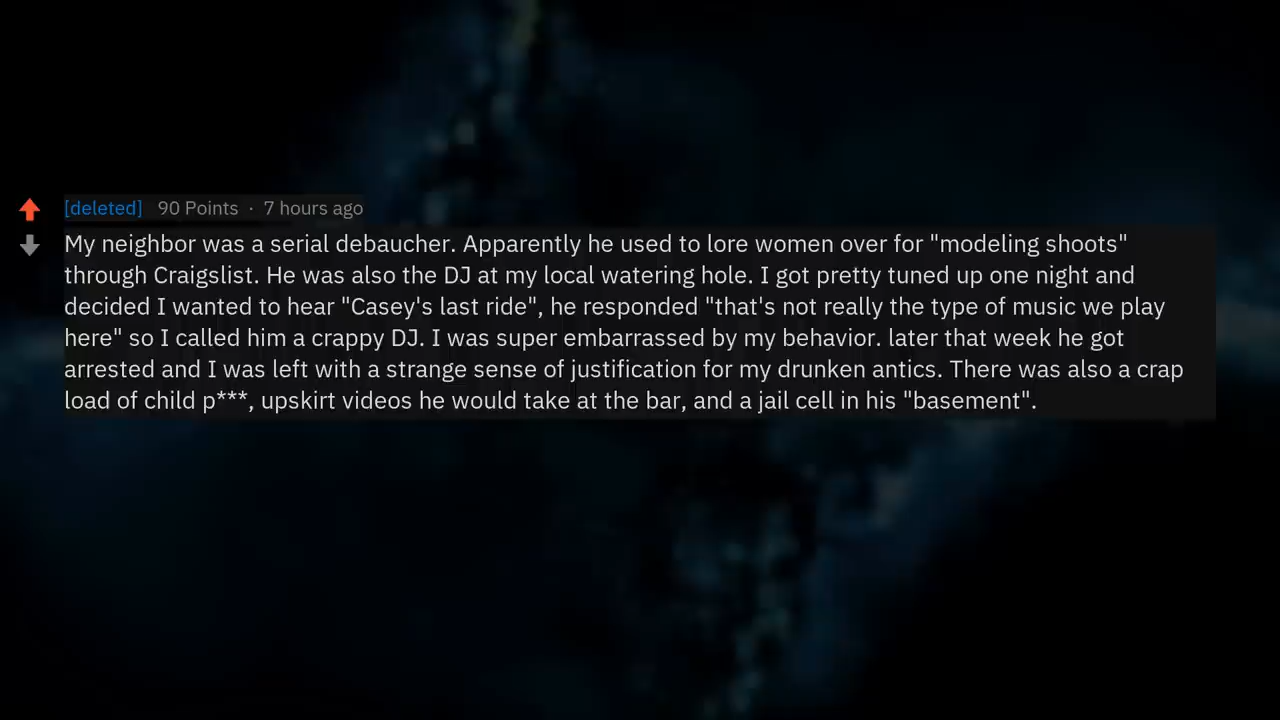 [deleted] 90 Points · 7 hours ago
My neighbor was a serial debaucher. Apparently he used to lore women over for "modeling shoots"
through Craigslist. He was also the DJ at my local watering hole. I got pretty tuned up one night and
decided I wanted to hear "Casey's last ride", he responded "that's not really the type of music we play
here" so I called him a crappy DJ. I was super embarrassed by my behavior. later that week he got
arrested and I was left with a strange sense of justification for my drunken antics. There was also a crap
load of child p***, upskirt videos he would take at the bar, and a jail cell in his "basement".